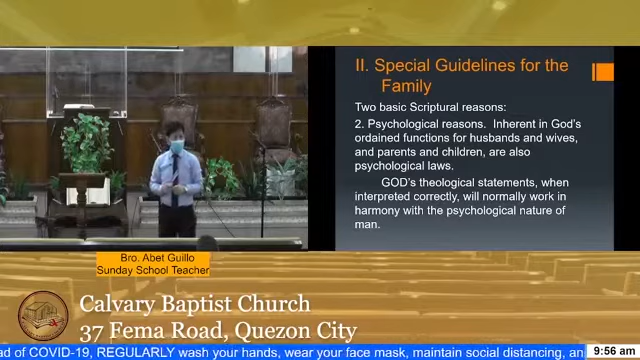 II. Special Guidelines for the
Family
Two basic Scriptural reasons:
2. Psychological reasons. Inherent in God's
ordained functions for husbands and wives,
and parents and children, are also
psychological laws.
GOD's theological statements, when
interpreted correctly, will normally work in
harmony with the psychological nature of
man.
Bro. Abet Guillo
Sunday School Teacher
Calvary Baptist Church
37 Fema Road, Quezon City
ad of COVID-19, REGULARLY wash your hands, wear your face mask, maintain social distancing, an
9:56 am